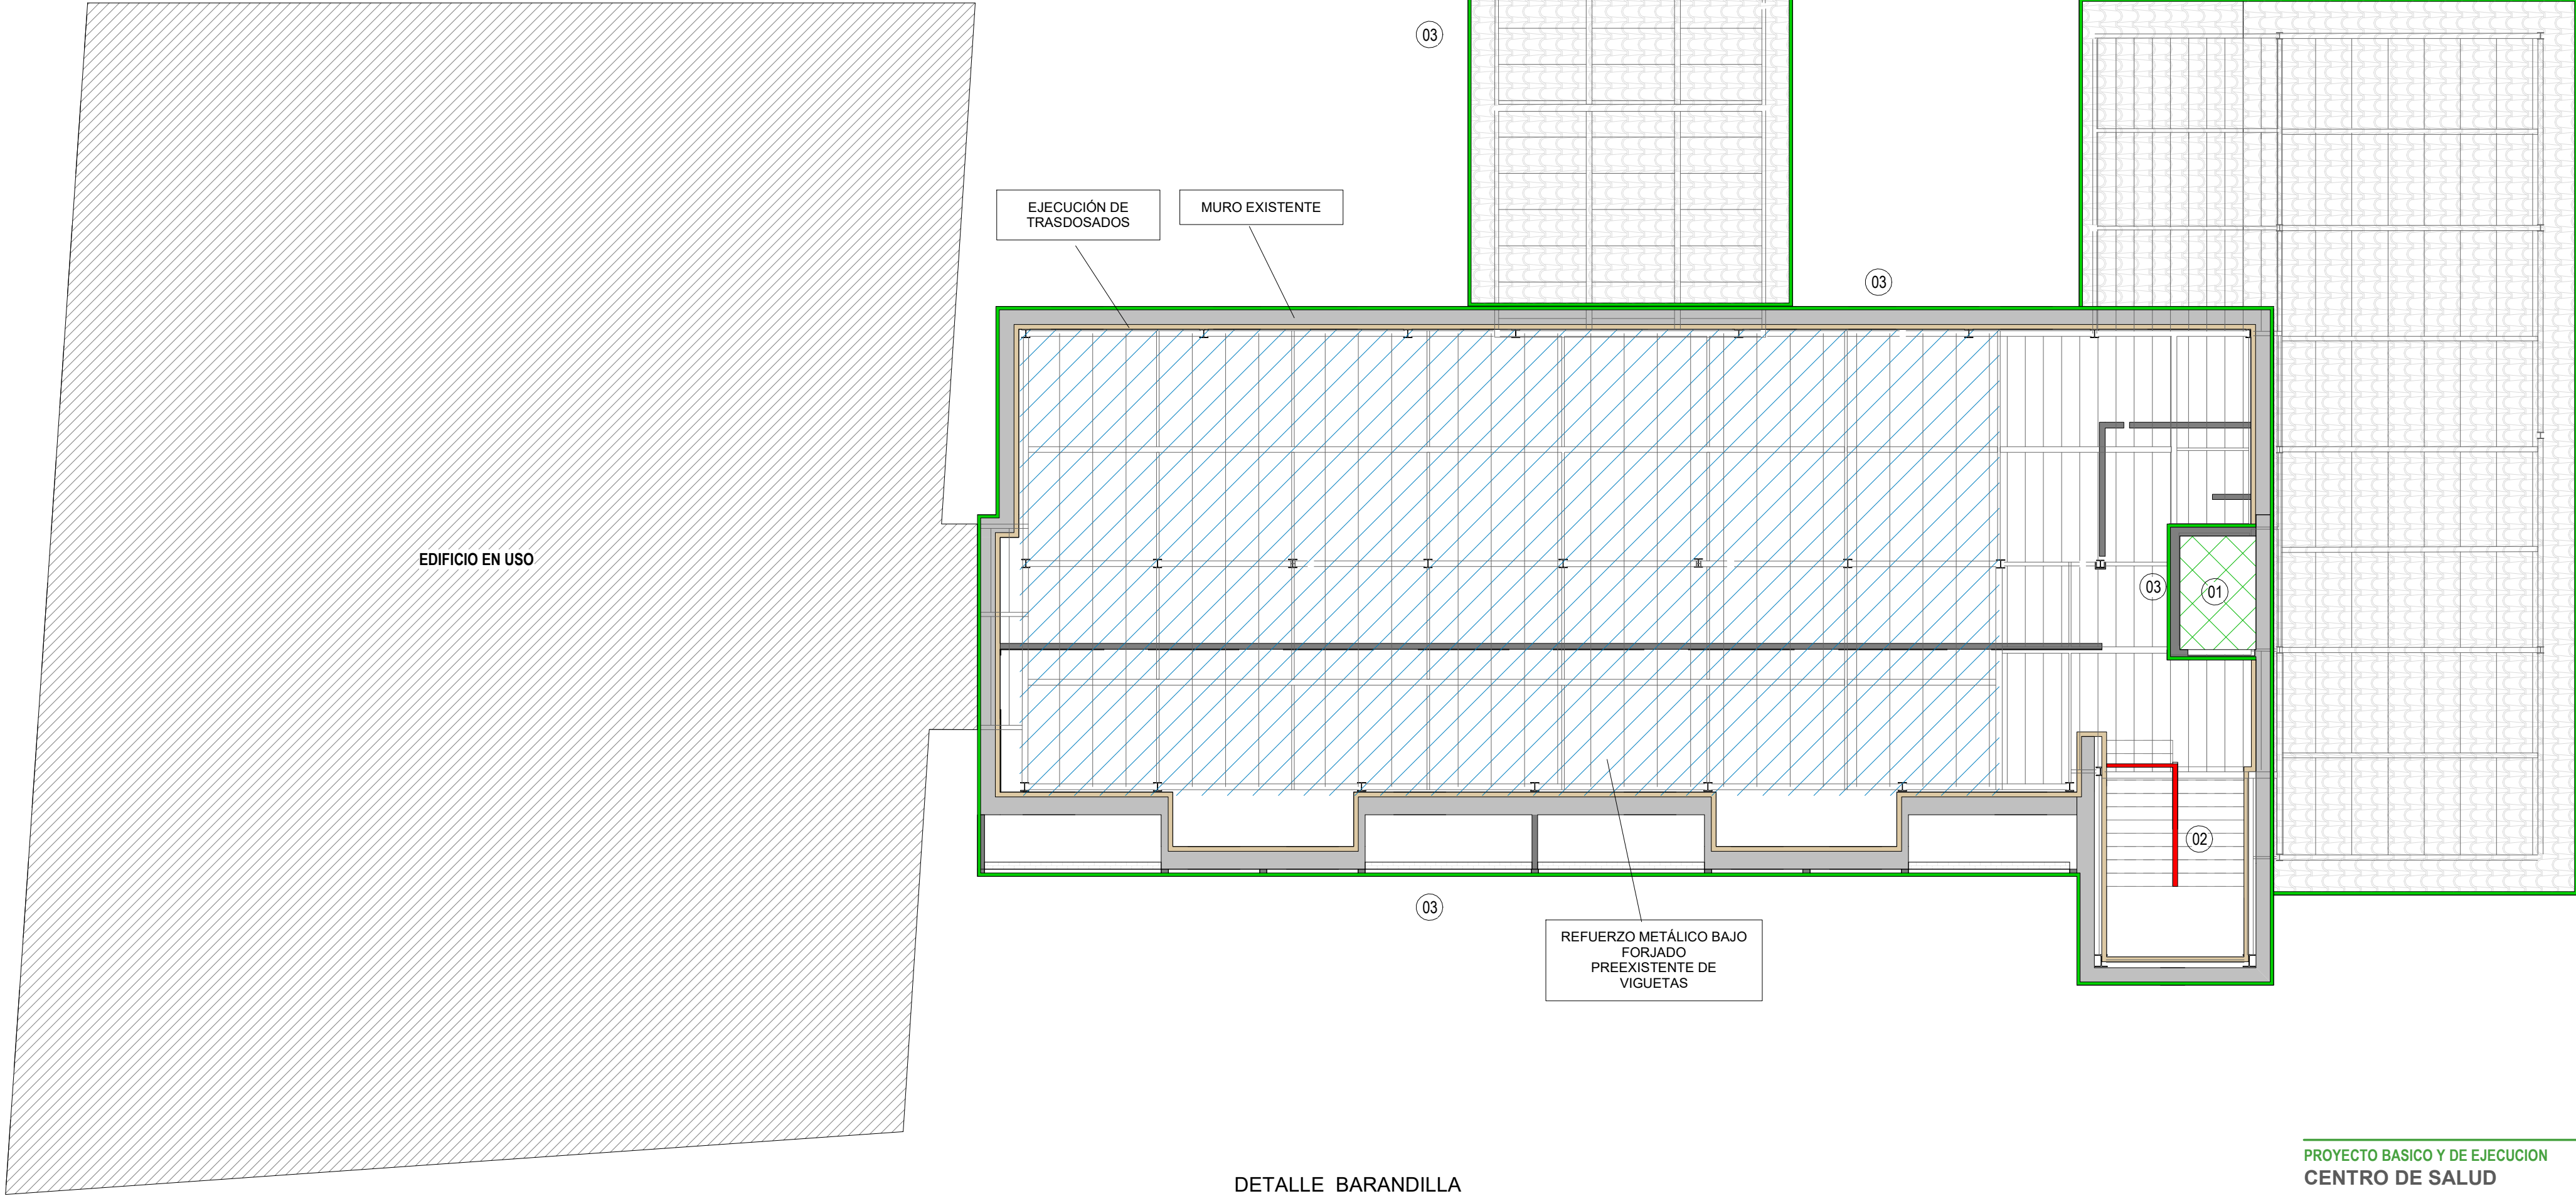 03
EJECUCIÓN DE
TRASDOSADOS
MURO EXISTENTE
03
EDIFICIO EN USO
03
01
02
03
REFUERZO METÁLICO BAJO
FORJADO
PREEXISTENTE DE
VIGUETAS
PROYECTO BASICO Y DE EJECUCION
CENTRO DE SALUD
DETALLE BARANDILLA